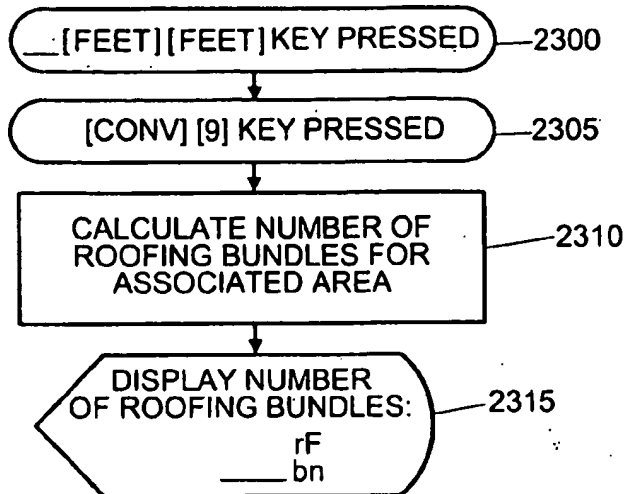 __[FEET] [FEET] KEY PRESSED
2300
[CONV] [9] KEY PRESSED
2305
CALCULATE NUMBER OF
ROOFING BUNDLES FOR
ASSOCIATED AREA
2310
DISPLAY NUMBER
OF ROOFING BUNDLES:
2315
rF
____ bn